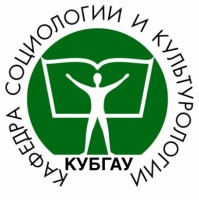 КАФЕДРА СОЦИОЛОГИИ И КУЛЬТУРОЛОГИИ
КУБГАУ